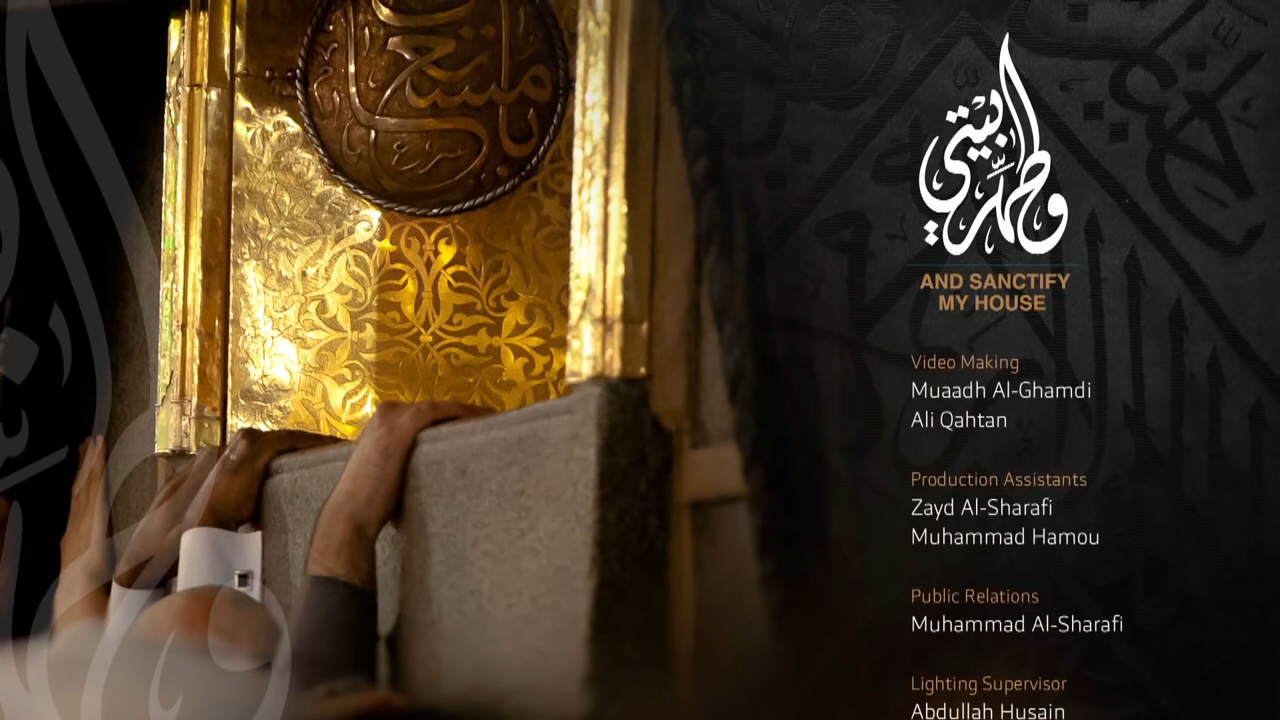 وطهر بيتي
AND SANCTIFY
MY HOUSE
Video Making
Muaadh Al-Ghamdi
Ali Qahtan
Production Assistants
Zayd Al-Sharafi
Muhammad Hamou
Public Relations
Muhammad Al-Sharafi
Lighting Supervisor
Abdullah Husain